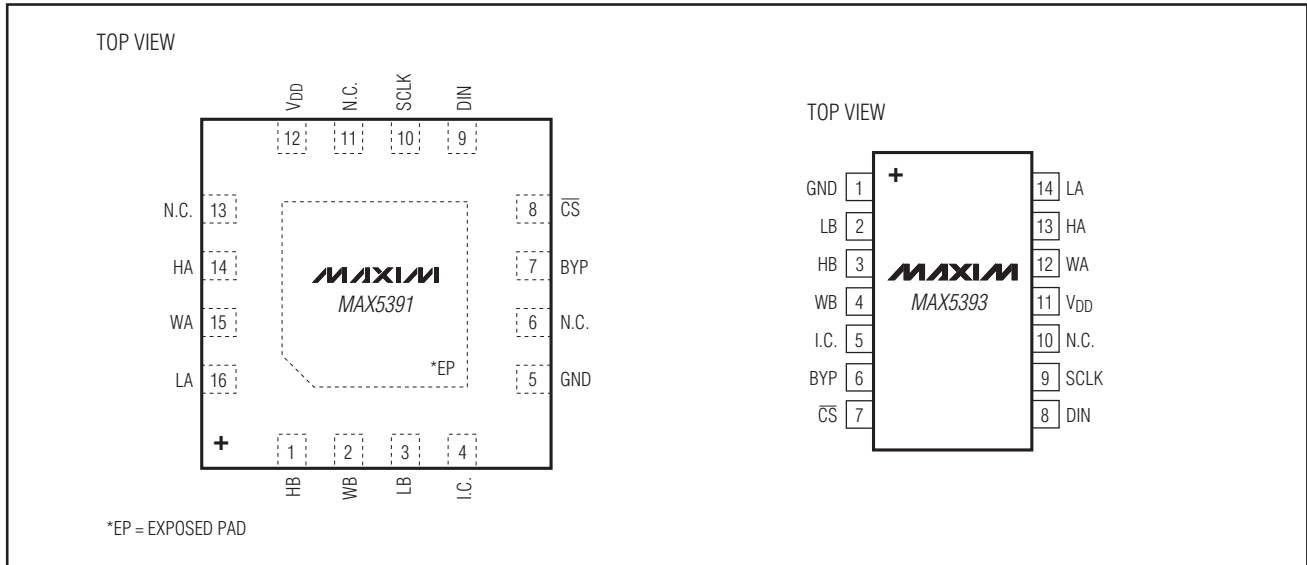 TOP VIEW
VDD N.C. SCLK DIN
12 11 10 9
N.C. 13
HA 14
WA 15
LA 16
8 C̅S̅
7 BYP
6 N.C.
5 GND
MAXIM
MAX5391
*EP
+
1 2 3 4
HB WB LB I.C.
*EP = EXPOSED PAD
TOP VIEW
+
GND 1
LB 2
HB 3
WB 4
I.C. 5
BYP 6
C̅S̅ 7
MAXIM
MAX5393
14 LA
13 HA
12 WA
11 VDD
10 N.C.
9 SCLK
8 DIN